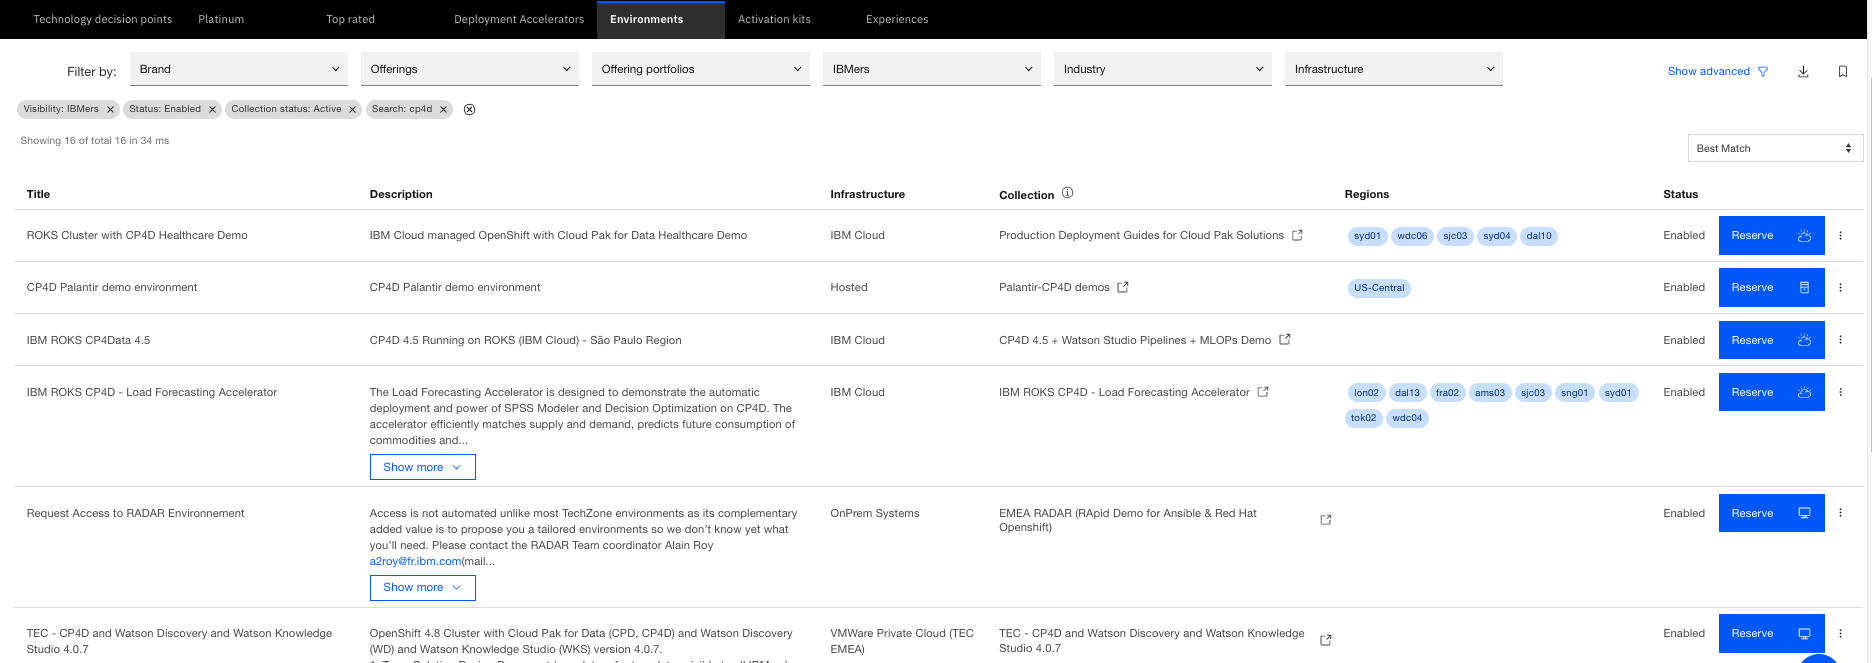 Technology decision points Platinum Top rated Deployment Accelerators Environments Activation kits Experiences
Filter by: Brand Offerings Offering portfolios IBMers Industry Infrastructure Show advanced
Visibility: IBMers Status: Enabled Collection status: Active Search: cp4d
Showing 16 of total 16 in 34 ms
Best Match
Title Description Infrastructure Collection Regions Status
ROKS Cluster with CP4D Healthcare Demo IBM Cloud managed OpenShift with Cloud Pak for Data Healthcare Demo IBM Cloud Production Deployment Guides for Cloud Pak Solutions syd01 wdc06 sjc03 syd04 dal10 Enabled Reserve
CP4D Palantir demo environment CP4D Palantir demo environment Hosted Palantir-CP4D demos US-Central Enabled Reserve
IBM ROKS CP4Data 4.5 CP4D 4.5 Running on ROKS (IBM Cloud) - São Paulo Region IBM Cloud CP4D 4.5 + Watson Studio Pipelines + MLOPs Demo Enabled Reserve
IBM ROKS CP4D - Load Forecasting Accelerator The Load Forecasting Accelerator is designed to demonstrate the automatic IBM Cloud IBM ROKS CP4D - Load Forecasting Accelerator lon02 dal13 fra02 ams03 sjc03 sng01 syd01 Enabled Reserve
deployment and power of SPSS Modeler and Decision Optimization on CP4D. The
accelerator efficiently matches supply and demand, predicts future consumption of tok02 wdc04
commodities and...
Show more
Request Access to RADAR Environnement Access is not automated unlike most TechZone environments as its complementary OnPrem Systems EMEA RADAR (RApid Demo for Ansible & Red Hat Enabled Reserve
added value is to propose you a tailored environments so we don't know yet what Openshift)
you'll need. Please contact the RADAR Team coordinator Alain Roy
a2roy@fr.ibm.com(mail...
Show more
TEC - CP4D and Watson Discovery and Watson Knowledge OpenShift 4.8 Cluster with Cloud Pak for Data (CPD, CP4D) and Watson Discovery VMWare Private Cloud (TEC TEC - CP4D and Watson Discovery and Watson Knowledge Enabled Reserve
Studio 4.0.7 (WD) and Watson Knowledge Studio (WKS) version 4.0.7. EMEA) Studio 4.0.7